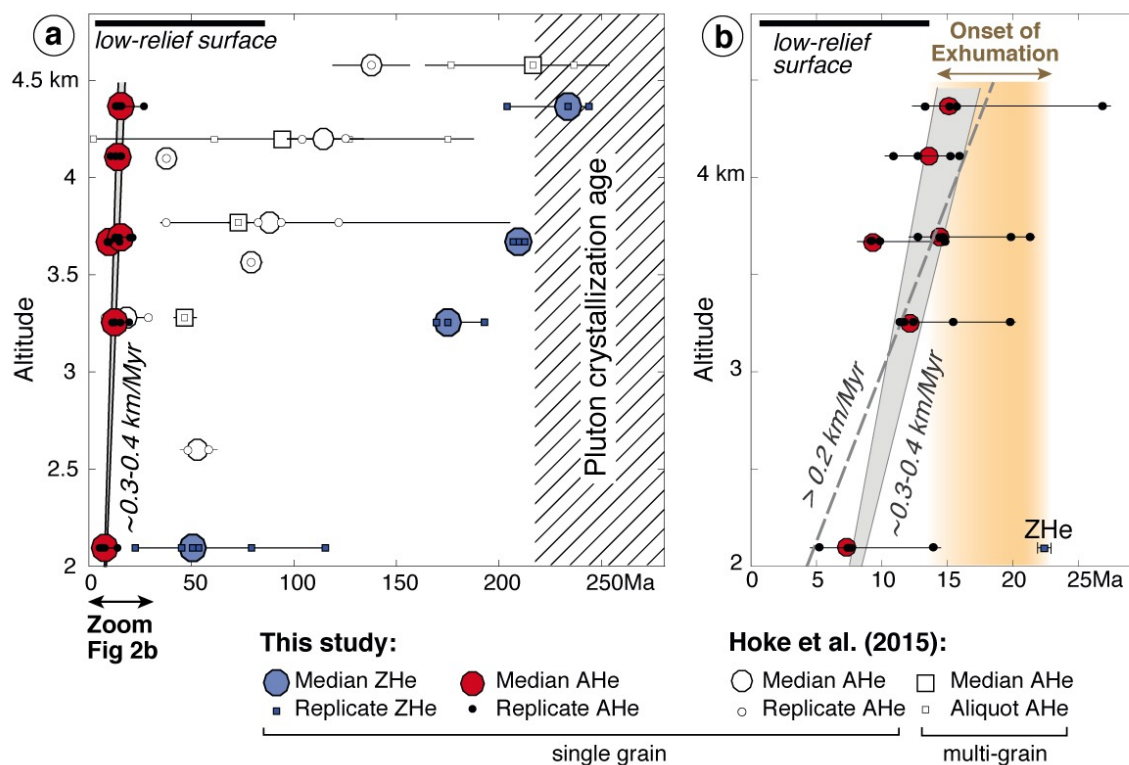 a
low-relief surface
4.5 km
4
3.5
3
2.5
2
Altitude
~0.3-0.4 km/Myr
Pluton crystallization age
0
50
100
150
200
250Ma
Zoom
Fig 2b
b
low-relief
surface
Onset of
Exhumation
4 km
3
2
Altitude
> 0.2 km/Myr
~0.3-0.4 km/Myr
ZHe
0
5
10
15
20
25Ma
This study:
Median ZHe
Median AHe
Replicate ZHe
Replicate AHe
single grain
Hoke et al. (2015):
Median AHe
Median AHe
Replicate AHe
Aliquot AHe
multi-grain